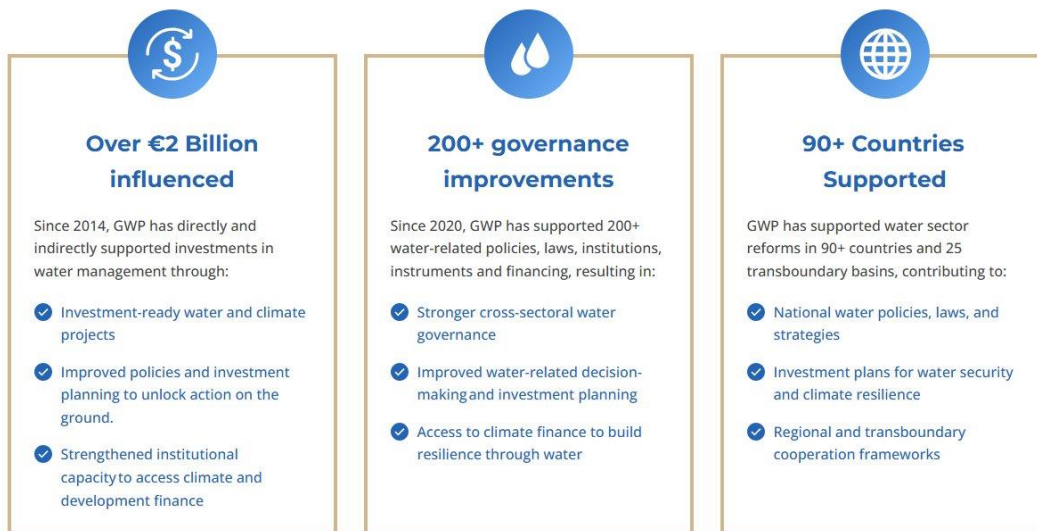 Over €2 Billion
influenced
Since 2014, GWP has directly and
indirectly supported investments in
water management through:
Investment-ready water and climate
projects
Improved policies and investment
planning to unlock action on the
ground.
Strengthened institutional
capacity to access climate and
development finance
200+ governance
improvements
Since 2020, GWP has supported 200+
water-related policies, laws, institutions,
instruments and financing, resulting in:
Stronger cross-sectoral water
governance
Improved water-related decision-
making and investment planning
Access to climate finance to build
resilience through water
90+ Countries
Supported
GWP has supported water sector
reforms in 90+ countries and 25
transboundary basins, contributing to:
National water policies, laws, and
strategies
Investment plans for water security
and climate resilience
Regional and transboundary
cooperation frameworks